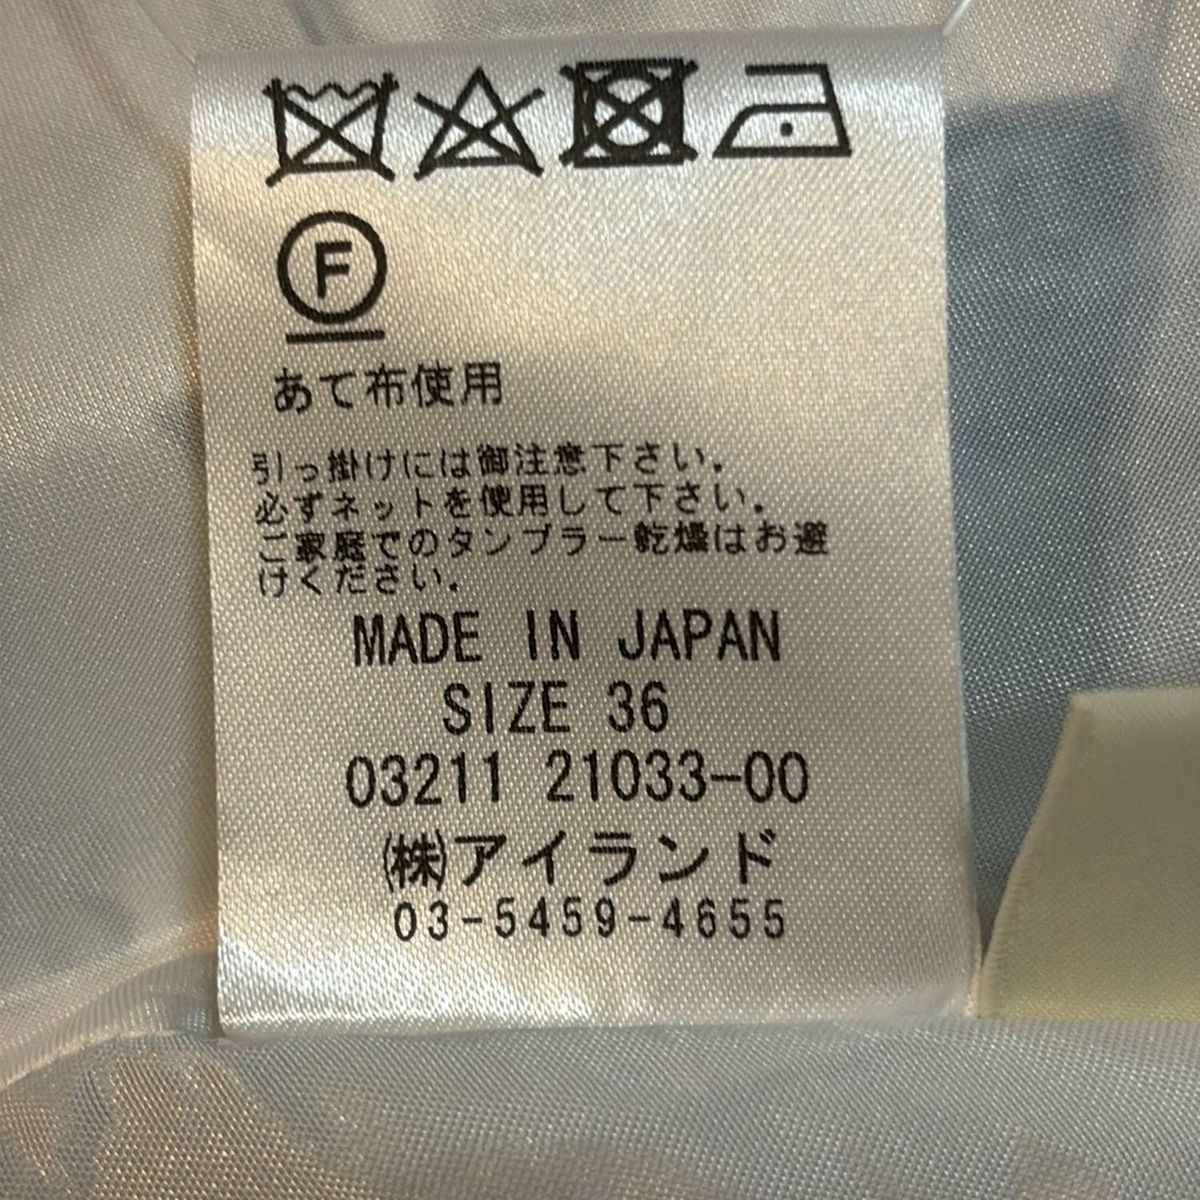 F
あて布使用
引っ掛けには御注意下さい.
必ずネットを使用して下さい.
ご家庭でのタンブラー乾燥はお避
けください.
MADE IN JAPAN
SIZE 36
03211 21033-00
㈱アイランド
03-5459-4655